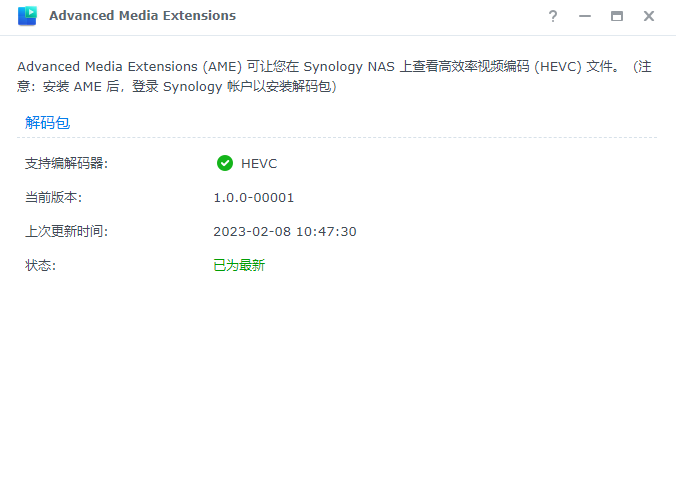 Advanced Media Extensions
Advanced Media Extensions (AME) 可让您在 Synology NAS 上查看高效率视频编码 (HEVC) 文件。（注
意：安装 AME 后，登录 Synology 帐户以安装解码包）
解码包
支持编解码器: HEVC
当前版本: 1.0.0-00001
上次更新时间: 2023-02-08 10:47:30
状态: 已为最新